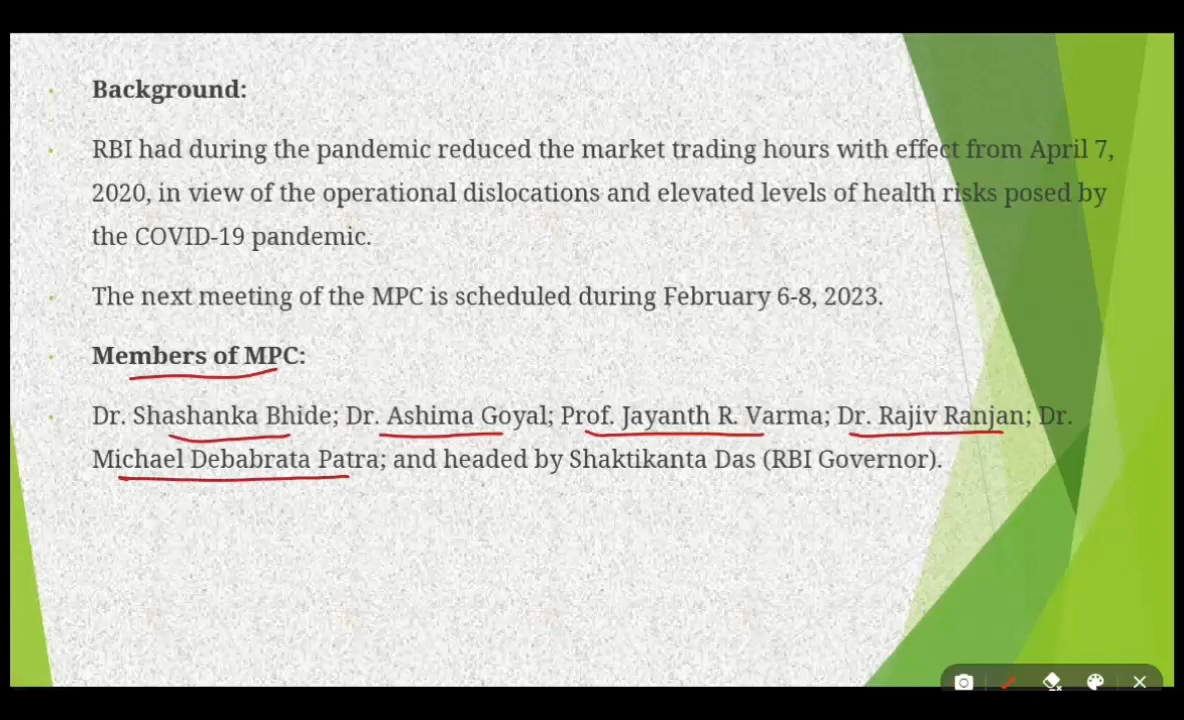 Background:
RBI had during the pandemic reduced the market trading hours with effect from April 7,
2020, in view of the operational dislocations and elevated levels of health risks posed by
the COVID-19 pandemic.
The next meeting of the MPC is scheduled during February 6-8, 2023.
Members of MPC:
Dr. Shashanka Bhide; Dr. Ashima Goyal; Prof. Jayanth R. Varma; Dr. Rajiv Ranjan; Dr.
Michael Debabrata Patra; and headed by Shaktikanta Das (RBI Governor).